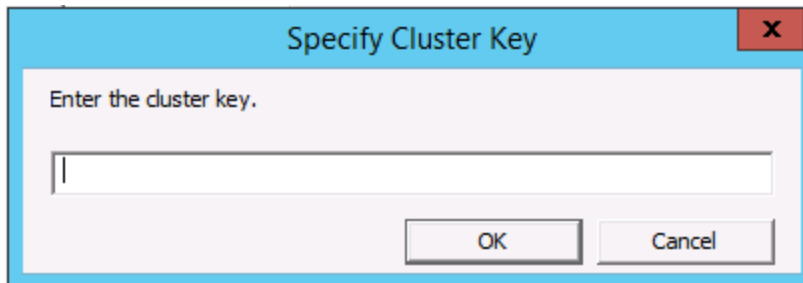 Specify Cluster Key
x
Enter the cluster key.
OK
Cancel